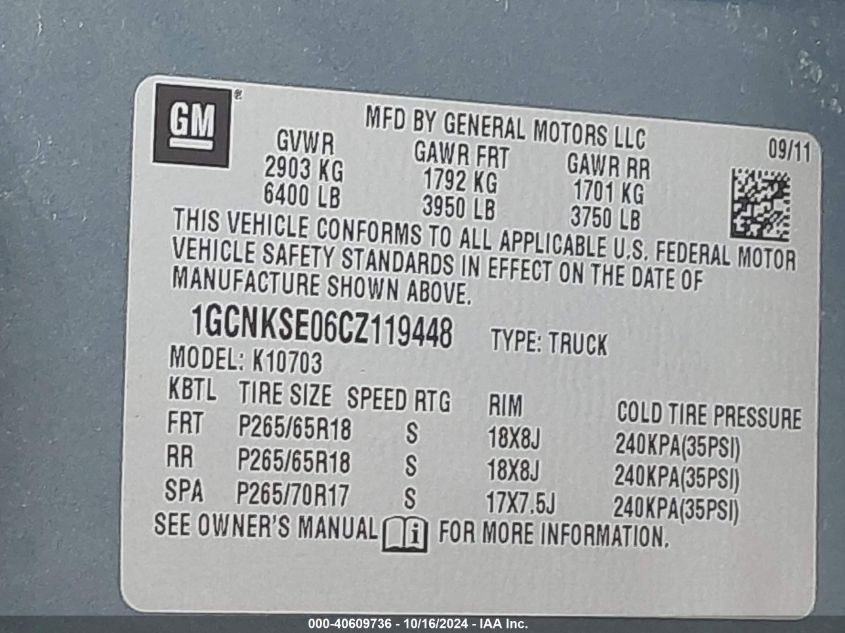 GM®
MFD BY GENERAL MOTORS LLC 09/11
GVWR GAWR FRT GAWR RR
2903 KG 1792 KG 1701 KG
6400 LB 3950 LB 3750 LB
THIS VEHICLE CONFORMS TO ALL APPLICABLE U.S. FEDERAL MOTOR
VEHICLE SAFETY STANDARDS IN EFFECT ON THE DATE OF
MANUFACTURE SHOWN ABOVE.
1GCNKSE06CZ119448 TYPE: TRUCK
MODEL: K10703
KBTL TIRE SIZE SPEED RTG RIM COLD TIRE PRESSURE
FRT P265/65R18 S 18X8J 240KPA(35PSI)
RR P265/65R18 S 18X8J 240KPA(35PSI)
SPA P265/70R17 S 17X7.5J 240KPA(35PSI)
SEE OWNER'S MANUAL i FOR MORE INFORMATION.
000-40609736 - 10/16/2024 - IAA Inc.